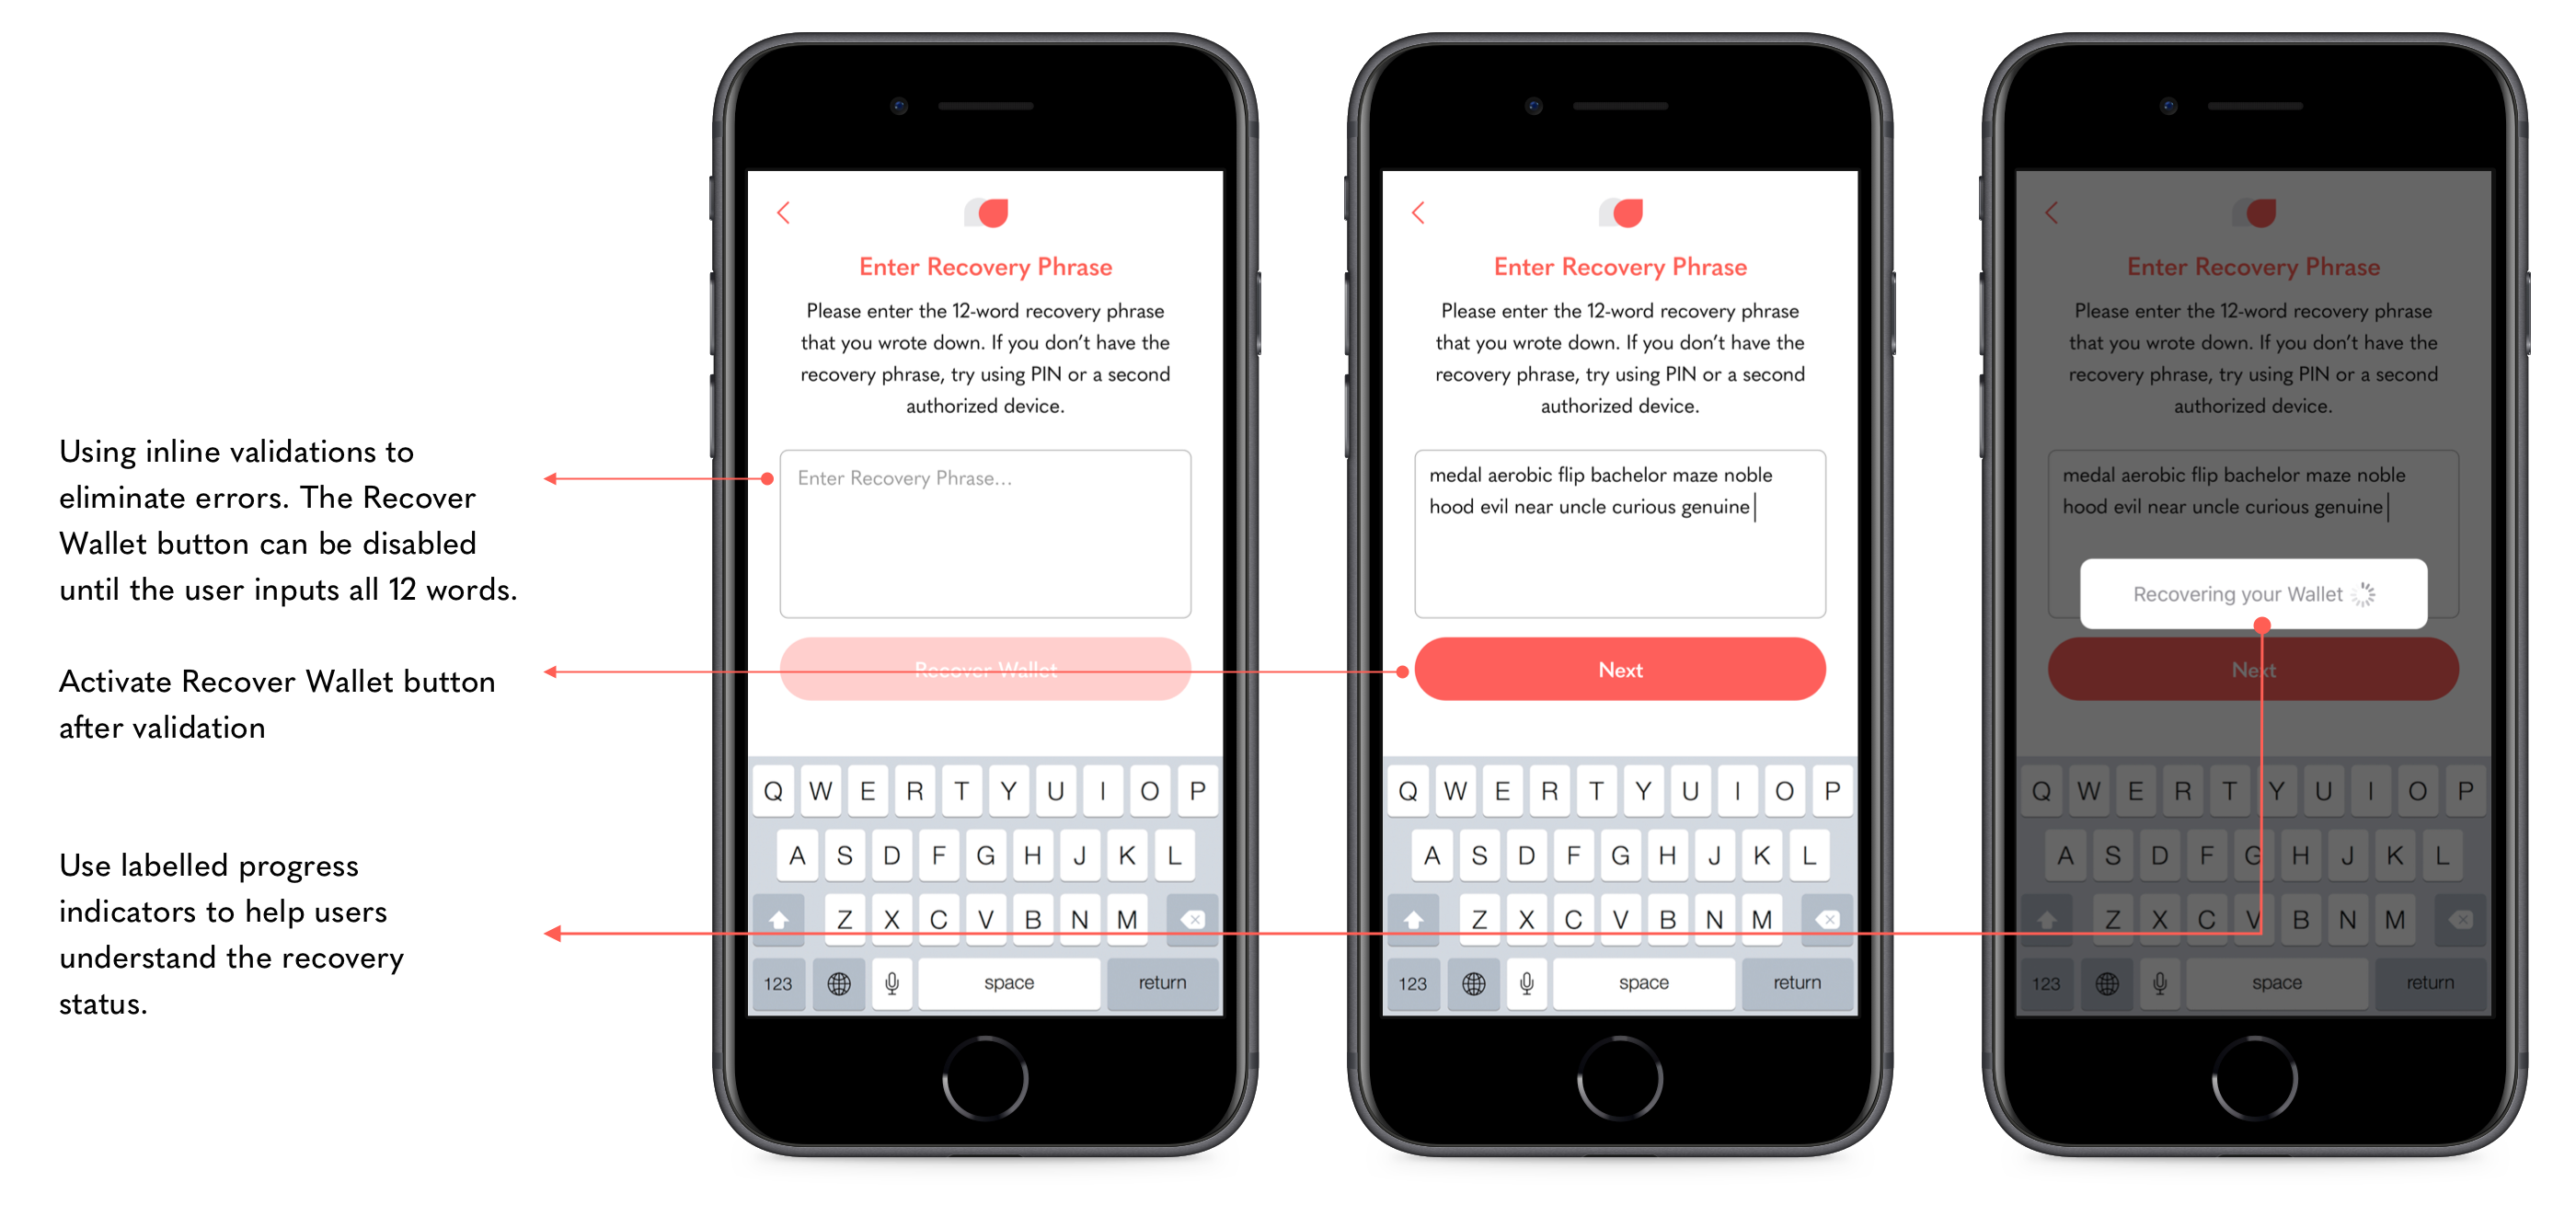 Using inline validations to
eliminate errors. The Recover
Wallet button can be disabled
until the user inputs all 12 words.
Activate Recover Wallet button
after validation
Use labelled progress
indicators to help users
understand the recovery
status.
Enter Recovery Phrase
Please enter the 12-word recovery phrase
that you wrote down. If you don’t have the
recovery phrase, try using PIN or a second
authorized device.
Enter Recovery Phrase...
Recover Wallet
Q W E R T Y U I O P
A S D F G H J K L
Z X C V B N M
123 space return
Enter Recovery Phrase
Please enter the 12-word recovery phrase
that you wrote down. If you don’t have the
recovery phrase, try using PIN or a second
authorized device.
medal aerobic flip bachelor maze noble
hood evil near uncle curious genuine
Next
Q W E R T Y U I O P
A S D F G H J K L
Z X C V B N M
123 space return
Enter Recovery Phrase
Please enter the 12-word recovery phrase
that you wrote down. If you don’t have the
recovery phrase, try using PIN or a second
authorized device.
medal aerobic flip bachelor maze noble
hood evil near uncle curious genuine
Recovering your Wallet
Next
Q W E R T Y U I O P
A S D F G H J K L
Z X C V B N M
123 space return